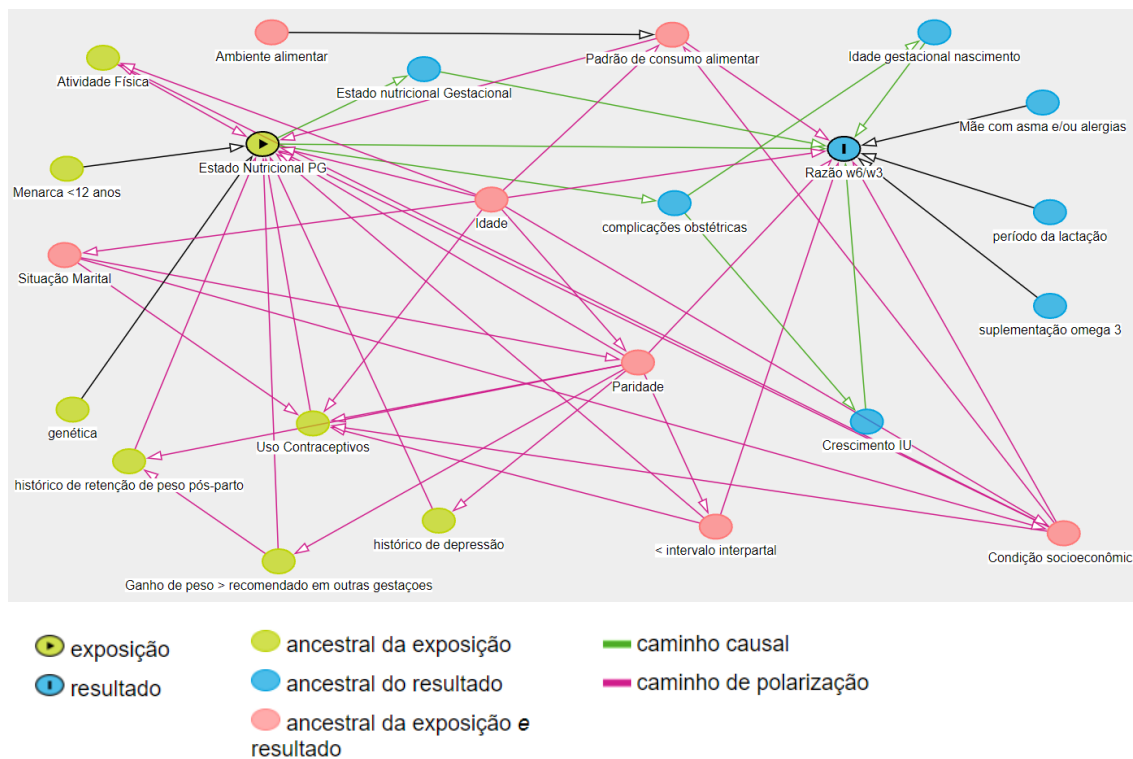 Ambiente alimentar
Padrão de consumo alimentar
Idade gestacional nascimento
Atividade Física
Estado nutricional Gestacional
Mãe com asma e/ou alergias
Estado Nutricional PG
Razão w6/w3
Menarca <12 anos
Idade
complicações obstétricas
período da lactação
Situação Marital
suplementação omega 3
Paridade
genética
Uso Contraceptivos
Crescimento IU
histórico de retenção de peso pós-parto
histórico de depressão
< intervalo interpartal
Condição socioeconômic
Ganho de peso > recomendado em outras gestaçoes
exposição
resultado
ancestral da exposição
ancestral do resultado
ancestral da exposição e
resultado
caminho causal
caminho de polarização